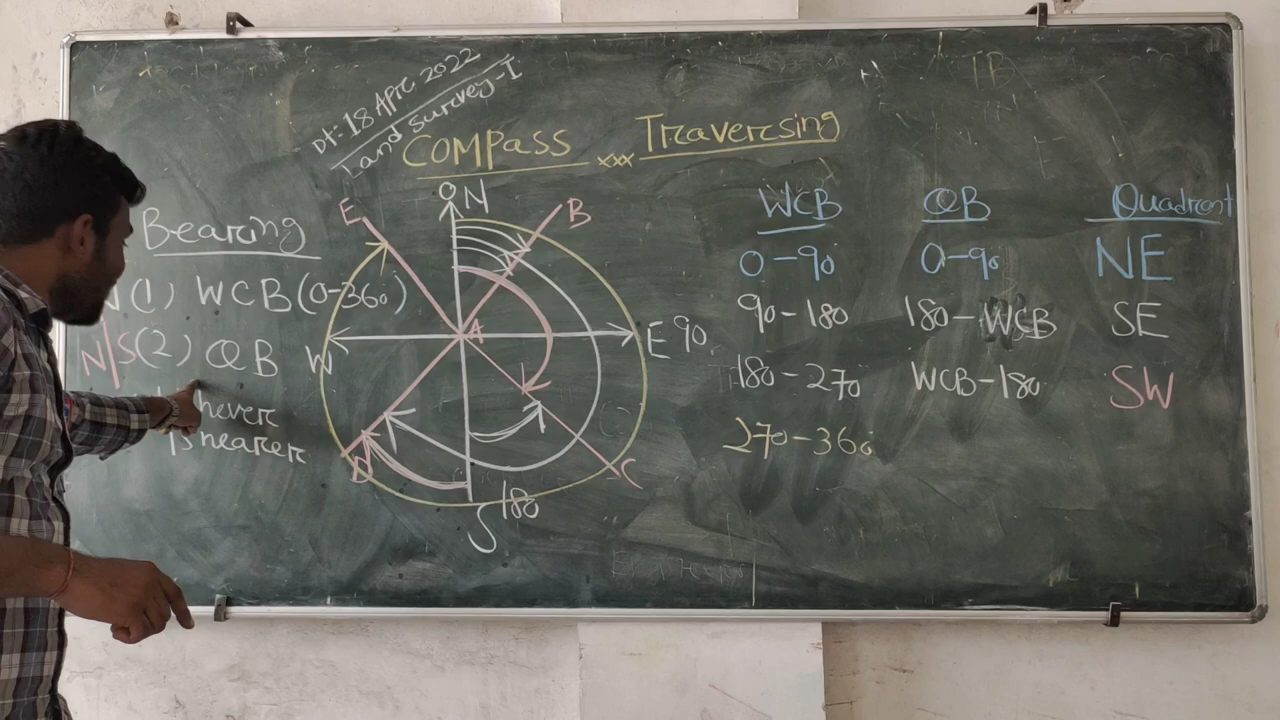 Dt:-18 Apr 2022
Land Survey-I
COMPASS xxx Traversing
Bearing
(1) WCB (0-360)
N/S (2) QB
is nearer
0 N
E
B
A
W
E 90
D
C
S 180
WCB QB Quadrant
0-90 0-90 NE
90-180 180-WCB SE
180-270 WCB-180 SW
270-360